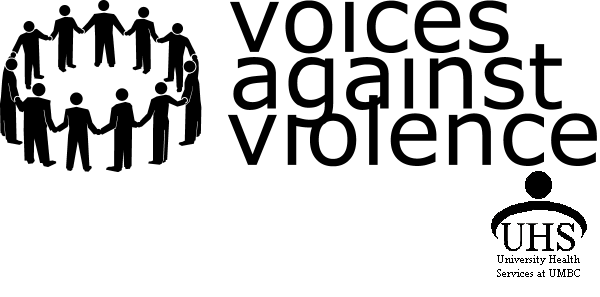 voices
against
violence
UHS
University Health
Services at UMBC